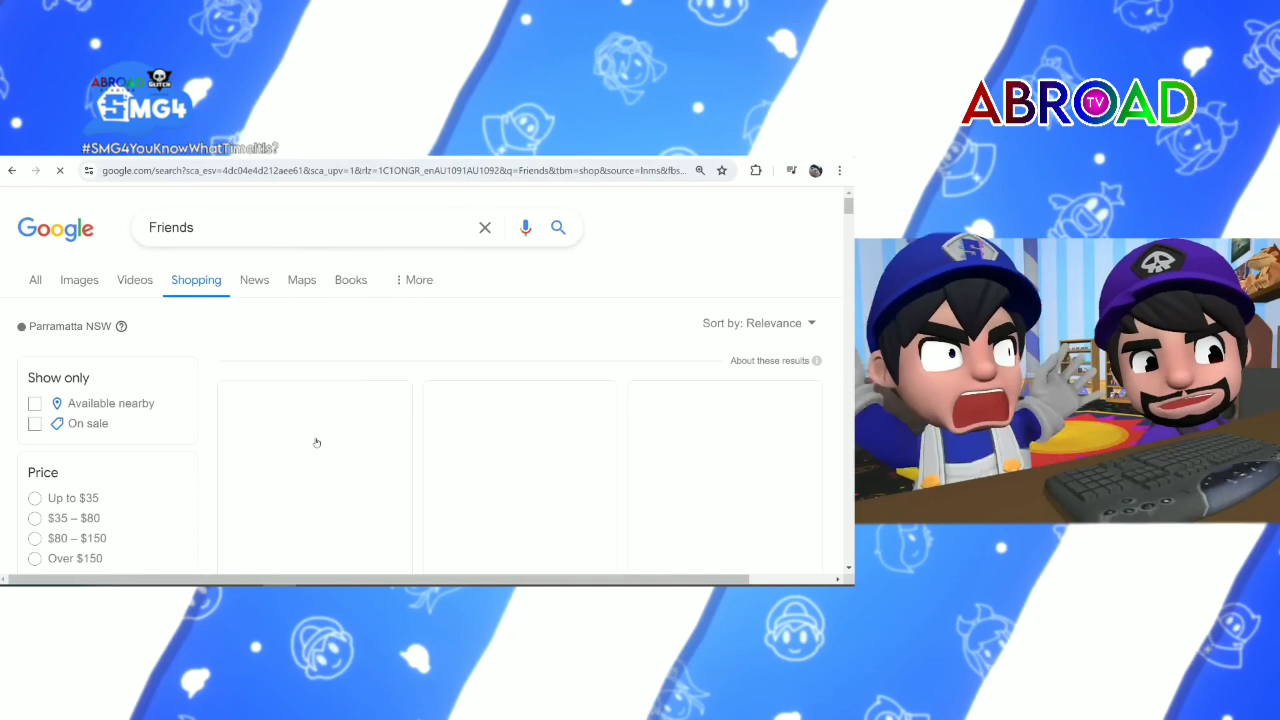 ABROAD GLITCH
SMG4
#SMG4YouKnowWhatTimeItIs?
ABROAD TV
google.com/search?sca_esv=4dc04e4d212aee61&sca_upv=1&rlz=1C1ONGR_enAU1091AU1092&q=Friends&tbm=shop&source=lnms&fbs...
Google
Friends
All Images Videos Shopping News Maps Books More
Parramatta NSW
Sort by: Relevance
About these results
Show only
Available nearby
On sale
Price
Up to $35
$35 – $80
$80 – $150
Over $150